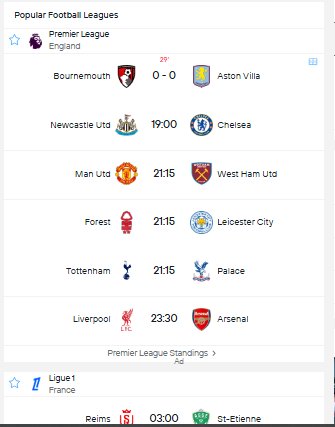 Popular Football Leagues
Premier League
England
29'
Bournemouth 0 - 0 Aston Villa
Newcastle Utd 19:00 Chelsea
Man Utd 21:15 West Ham Utd
Forest 21:15 Leicester City
Tottenham 21:15 Palace
Liverpool 23:30 Arsenal
Premier League Standings >
Ad
Ligue 1
France
Reims 03:00 St-Etienne